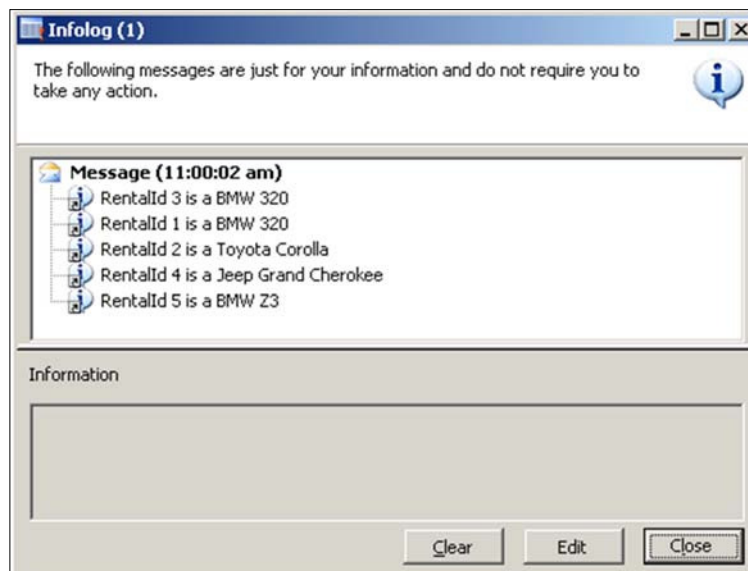 Infolog (1)
The following messages are just for your information and do not require you to
take any action.
Message (11:00:02 am)
RentalId 3 is a BMW 320
RentalId 1 is a BMW 320
RentalId 2 is a Toyota Corolla
RentalId 4 is a Jeep Grand Cherokee
RentalId 5 is a BMW Z3
Information
Clear Edit Close